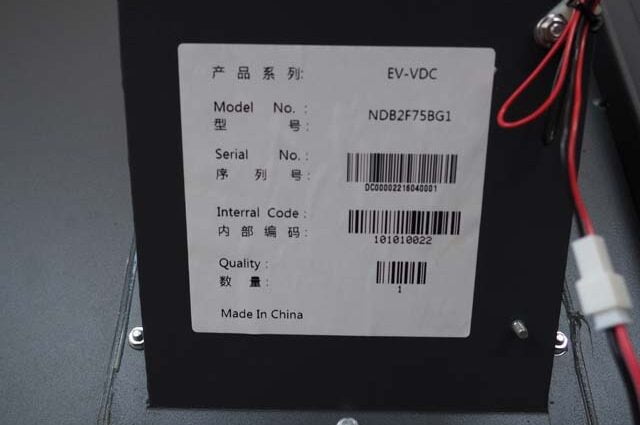 产品系列: EV-VDC
Model No.: NDB2F75BG1
型 号:
Serial No.:
序 列 号: DC00002216040001
Interral Code:
内部编码: 101010022
Quality:
数量: 1
Made In China